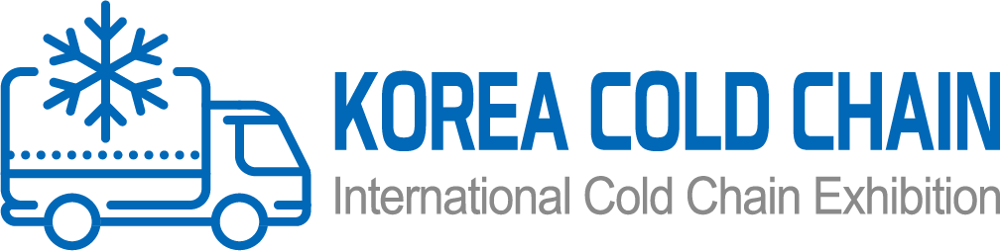 KOREA COLD CHAIN
International Cold Chain Exhibition